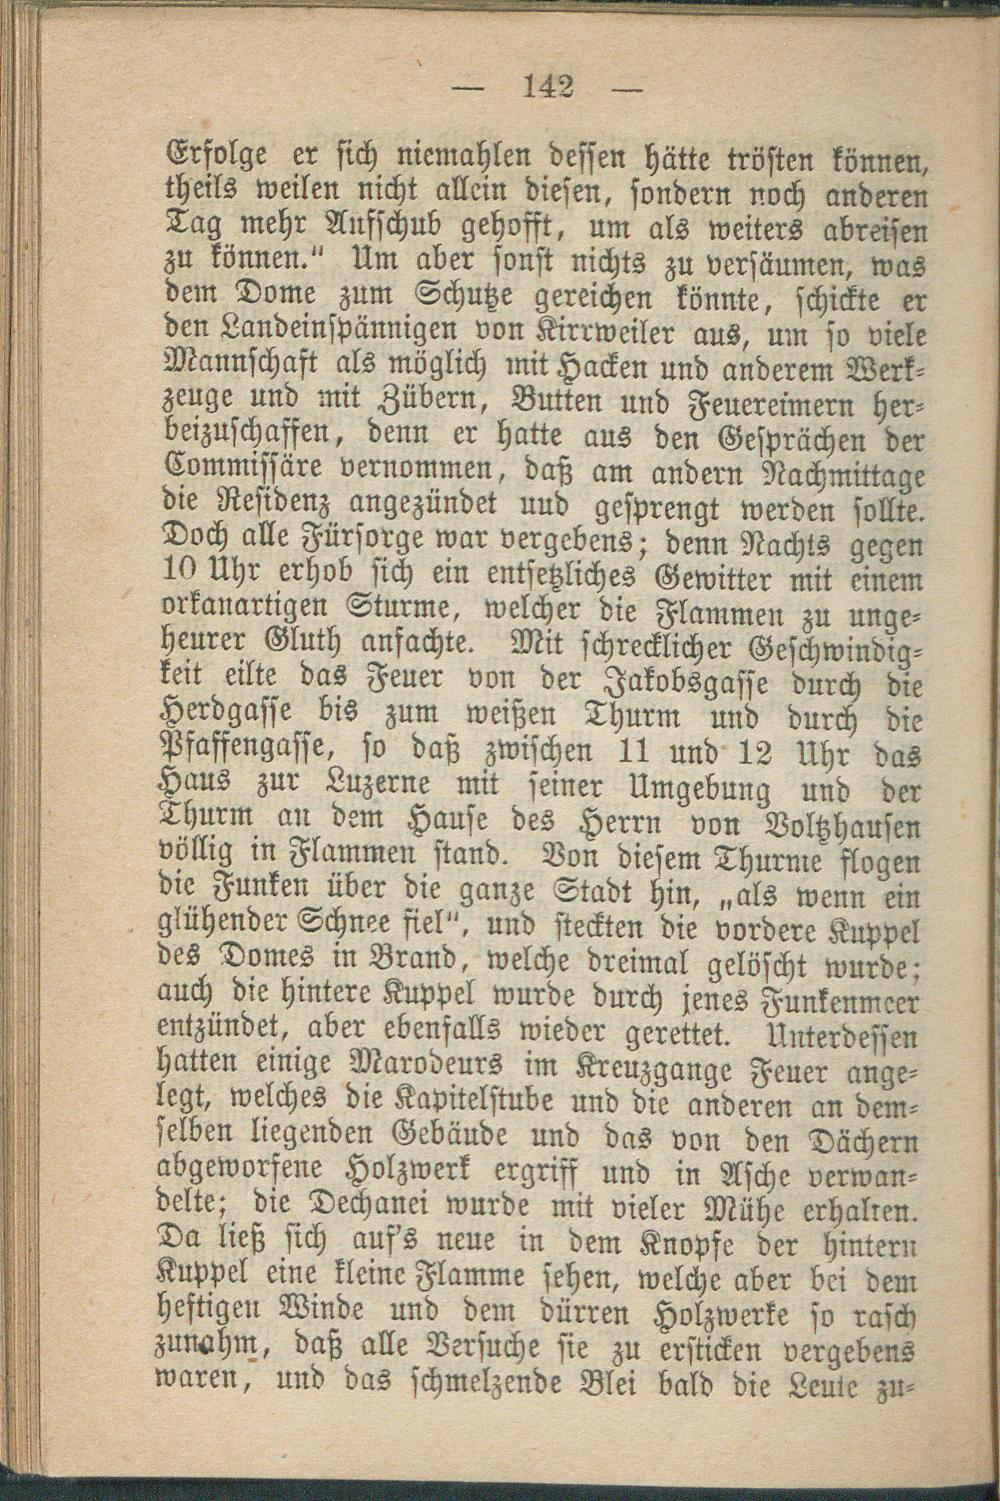 — 142 —
Erfolge er sich niemahlen dessen hätte trösten können,
theils weilen nicht allein diesen, sondern noch anderen
Tag mehr Aufschub gehofft, um als weiters abreisen
zu können.“ Um aber sonst nichts zu versäumen, was
dem Dome zum Schutze gereichen könnte, schickte er
den Landeinspännigen von Kirrweiler aus, um so viele
Mannschaft als möglich mit Hacken und anderem Werk-
zeuge und mit Zübern, Butten und Feuereimern her-
beizuschaffen, denn er hatte aus den Gesprächen der
Commissäre vernommen, daß am andern Nachmittage
die Residenz angezündet und gesprengt werden sollte.
Doch alle Fürsorge war vergebens; denn Nachts gegen
10 Uhr erhob sich ein entsetzliches Gewitter mit einem
orkanartigen Sturme, welcher die Flammen zu unge-
heurer Gluth anfachte. Mit schrecklicher Geschwindig-
keit eilte das Feuer von der Jakobsgasse durch die
Herdgasse bis zum weißen Thurm und durch die
Pfaffengasse, so daß zwischen 11 und 12 Uhr das
Haus zur Luzerne mit seiner Umgebung und der
Thurm an dem Hause des Herrn von Voltzhausen
völlig in Flammen stand. Von diesem Thurme flogen
die Funken über die ganze Stadt hin, „als wenn ein
glühender Schnee fiel“, und steckten die vordere Kuppel
des Domes in Brand, welche dreimal gelöscht wurde;
auch die hintere Kuppel wurde durch jenes Funkenmeer
entzündet, aber ebenfalls wieder gerettet. Unterdessen
hatten einige Marodeurs im Kreuzgange Feuer ange-
legt, welches die Kapitelstube und die anderen an dem-
selben liegenden Gebäude und das von den Dächern
abgeworfene Holzwerk ergriff und in Asche verwan-
delte; die Dechanei wurde mit vieler Mühe erhalten.
Da ließ sich auf's neue in dem Knopfe der hintern
Kuppel eine kleine Flamme sehen, welche aber bei dem
heftigen Winde und dem dürren Holzwerke so rasch
zunahm, daß alle Versuche sie zu ersticken vergebens
waren, und das schmelzende Blei bald die Leute zu-